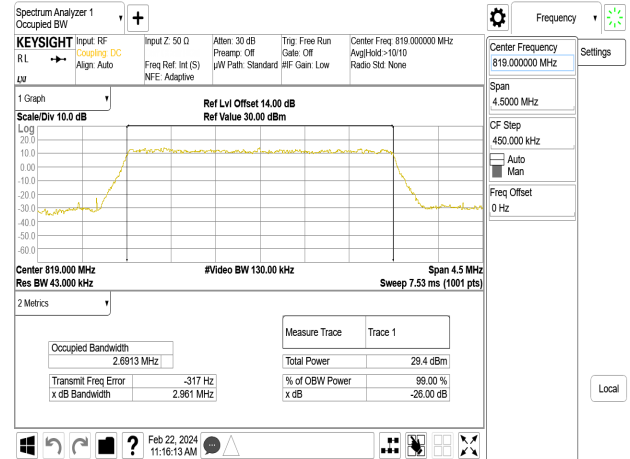 Spectrum Analyzer 1
Occupied BW
Frequency
KEYSIGHT
Input: RF
Coupling: DC
Align: Auto
Input Z: 50 Ω
Freq Ref: Int (S)
NFE: Adaptive
Atten: 30 dB
Preamp: Off
µW Path: Standard
Trig: Free Run
Gate: Off
#IF Gain: Low
Center Freq: 819.000000 MHz
Avg|Hold:>10/10
Radio Std: None
R L
LXI
Center Frequency
819.000000 MHz
Settings
Span
4.5000 MHz
CF Step
450.000 kHz
Auto
Man
Freq Offset
0 Hz
Local
1 Graph
Scale/Div 10.0 dB
Ref Lvl Offset 14.00 dB
Ref Value 30.00 dBm
Log
20.0
10.0
0.00
-10.0
-20.0
-30.0
-40.0
-50.0
-60.0
Center 819.000 MHz
#Video BW 130.00 kHz
Span 4.5 MHz
Res BW 43.000 kHz
Sweep 7.53 ms (1001 pts)
2 Metrics
Measure Trace
Trace 1
Occupied Bandwidth
2.6913 MHz
Total Power
29.4 dBm
Transmit Freq Error
-317 Hz
% of OBW Power
99.00 %
x dB Bandwidth
2.961 MHz
x dB
-26.00 dB
?
Feb 22, 2024
11:16:13 AM